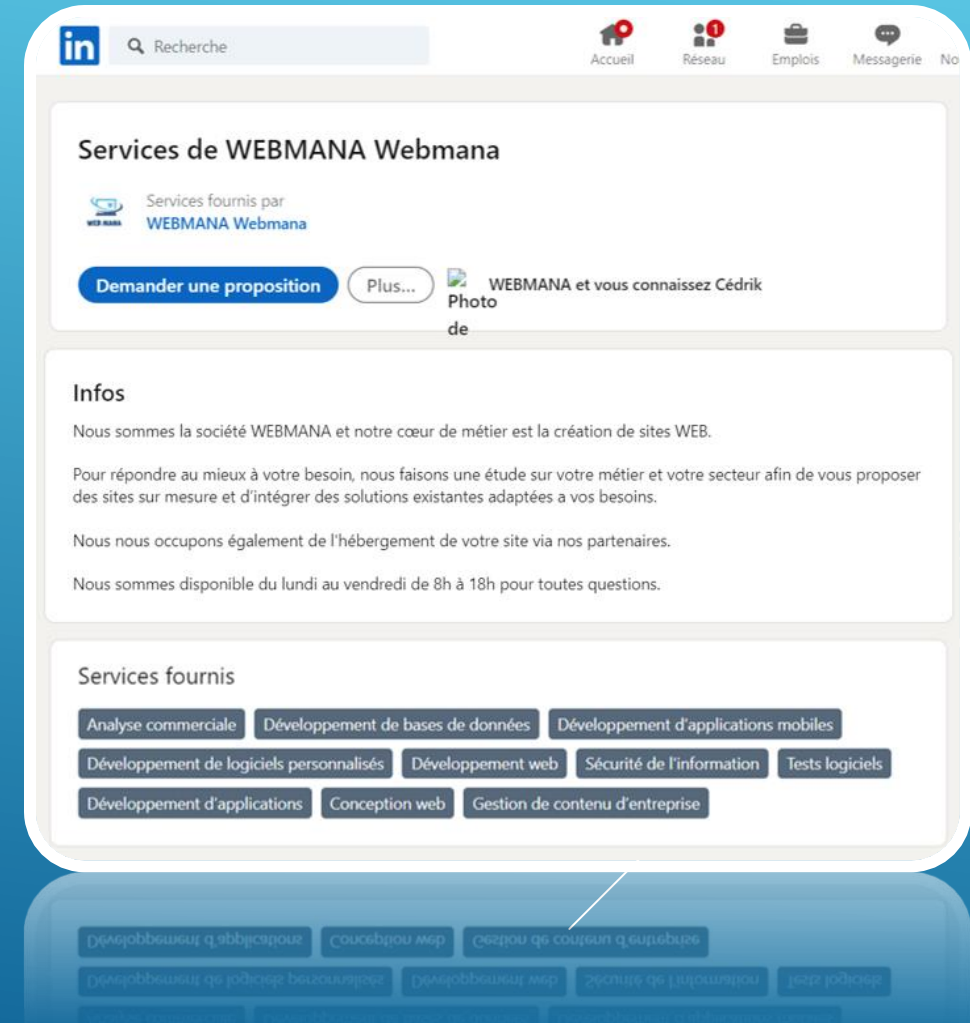 in Recherche
Accueil Réseau 1 Emplois Messagerie No
Services de WEBMANA Webmana
WEB MANA
Services fournis par
WEBMANA Webmana
Demander une proposition Plus... Photo de WEBMANA et vous connaissez Cédrik
Infos
Nous sommes la société WEBMANA et notre cœur de métier est la création de sites WEB.
Pour répondre au mieux à votre besoin, nous faisons une étude sur votre métier et votre secteur afin de vous proposer
des sites sur mesure et d'intégrer des solutions existantes adaptées a vos besoins.
Nous nous occupons également de l'hébergement de votre site via nos partenaires.
Nous sommes disponible du lundi au vendredi de 8h à 18h pour toutes questions.
Services fournis
Analyse commerciale Développement de bases de données Développement d'applications mobiles
Développement de logiciels personnalisés Développement web Sécurité de l'information Tests logiciels
Développement d'applications Conception web Gestion de contenu d'entreprise